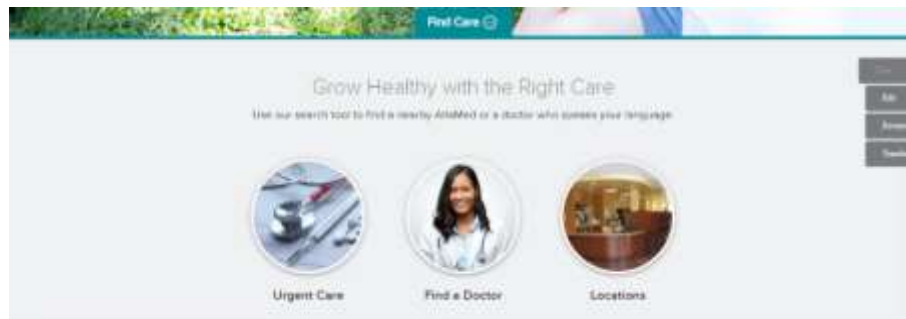 Find Care
Grow Healthy with the Right Care
Use our search tool to find a nearby AltaMed or a doctor who speaks your language
Urgent Care
Find a Doctor
Locations